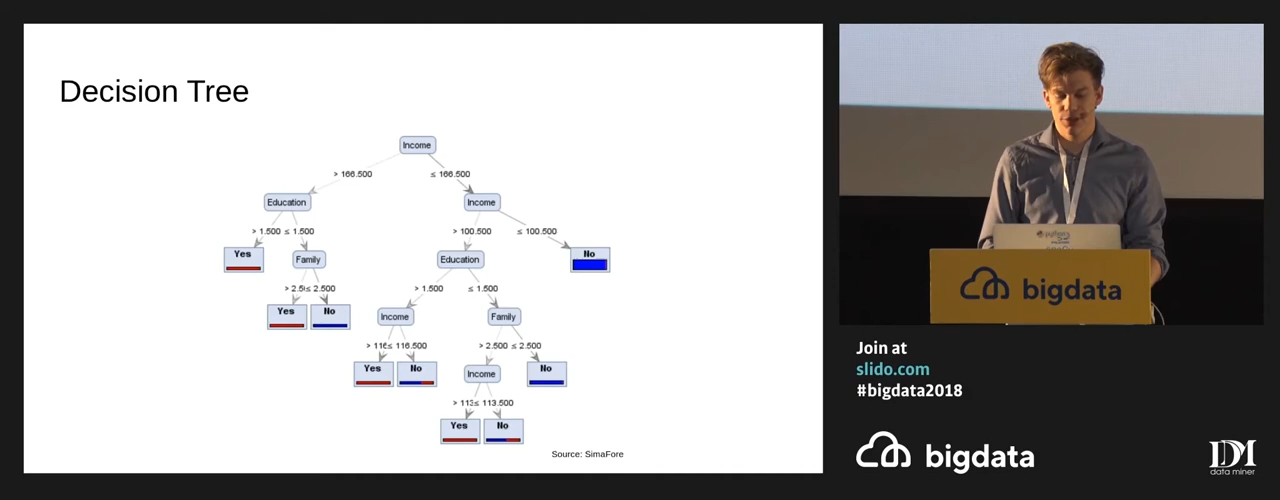 Decision Tree
Income
> 166.500 ≤ 166.500
Education Income
> 1.500 ≤ 1.500 > 100.500 ≤ 100.500
Yes Family Education No
> 2.5 ≤ 2.500 > 1.500 ≤ 1.500
Yes No Income Family
> 116 ≤ 116.500 > 2.500 ≤ 2.500
Yes No Income No
> 113 ≤ 113.500
Yes No
Source: SimaFore
bigdata
Join at
slido.com
#bigdata2018
bigdata
DM
data miner